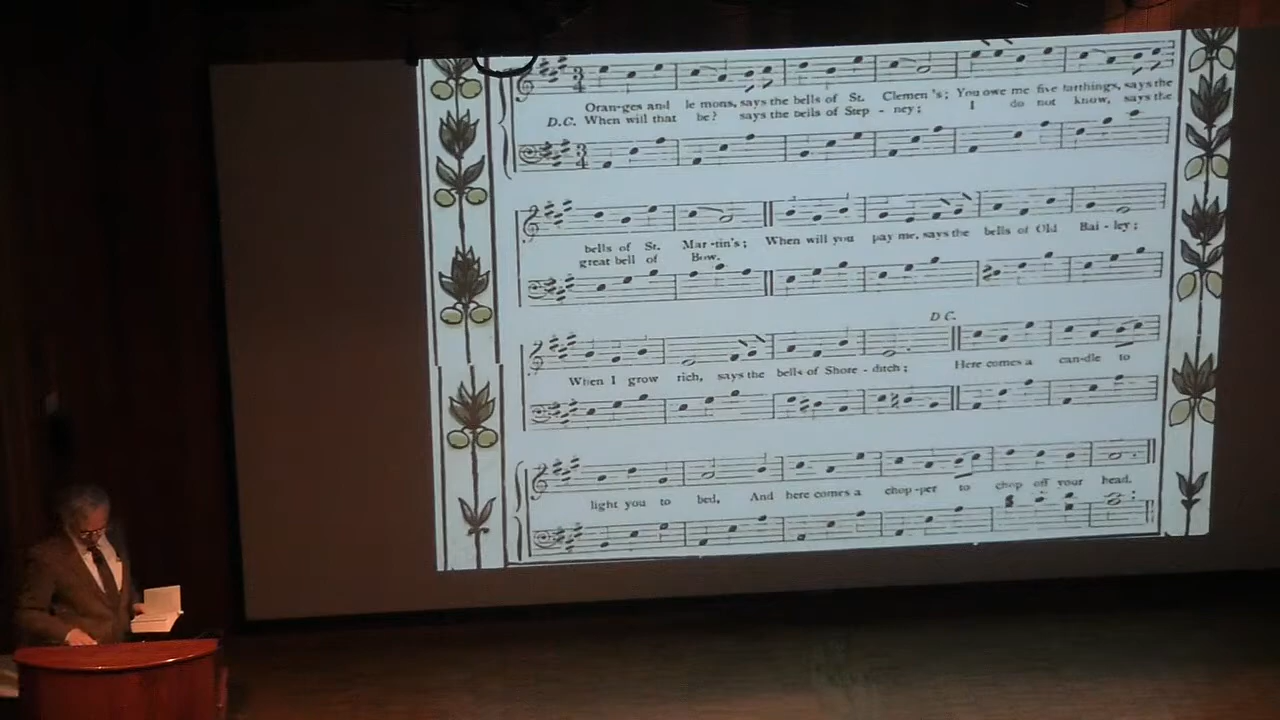 Oran-ges and le mons, says the bells of St. Clemen 's; You owe me five farthings, says the
D.C. When will that be? says the bells of Step - ney; I do not know, says the
bells of St. Mar-tin's; When will you pay me, says the bells of Old Bai - ley;
great bell of Bow.
D C.
When I grow rich, says the bells of Shore - ditch; Here comes a can-dle to
light you to bed, And here comes a chop-per to chop off your head.